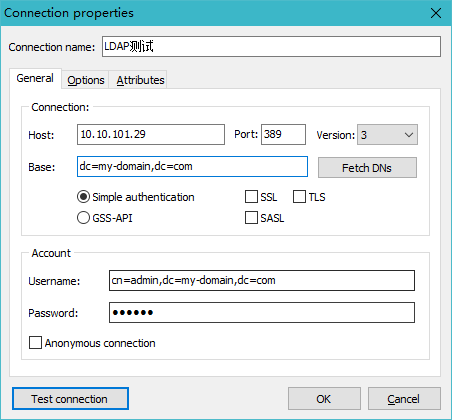 Connection properties
Connection name: LDAP测试
General Options Attributes
Connection:
Host: 10.10.101.29 Port: 389 Version: 3
Base: dc=my-domain,dc=com Fetch DNs
Simple authentication SSL TLS
GSS-API SASL
Account
Username: cn=admin,dc=my-domain,dc=com
Password: ●●●●●●
Anonymous connection
Test connection OK Cancel